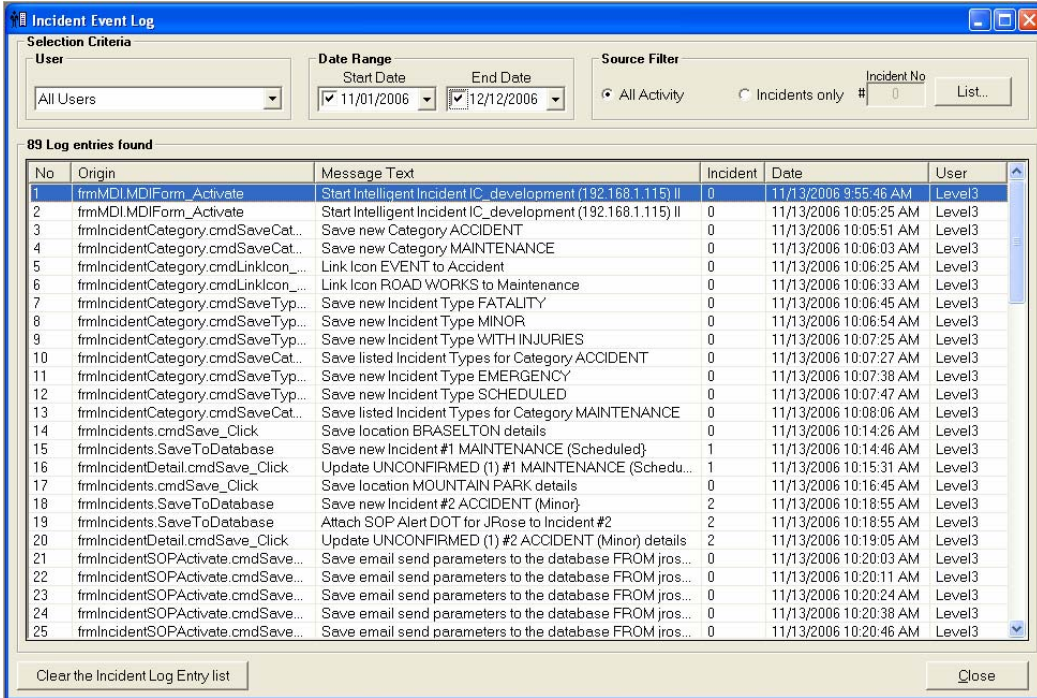 Incident Event Log
Selection Criteria
User
Date Range
Source Filter
Start Date End Date
Incident No
All Users
11/01/2006 12/12/2006
All Activity Incidents only # 0 List...
89 Log entries found
No Origin Message Text Incident Date User
1 frmMDI.MDIForm_Activate Start Intelligent Incident IC_development (192.168.1.115) II 0 11/13/2006 9:55:46 AM Level3
2 frmMDI.MDIForm_Activate Start Intelligent Incident IC_development (192.168.1.115) II 0 11/13/2006 10:05:25 AM Level3
3 frmIncidentCategory.cmdSaveCat... Save new Category ACCIDENT 0 11/13/2006 10:05:51 AM Level3
4 frmIncidentCategory.cmdSaveCat... Save new Category MAINTENANCE 0 11/13/2006 10:06:03 AM Level3
5 frmIncidentCategory.cmdLinkIcon_... Link Icon EVENT to Accident 0 11/13/2006 10:06:25 AM Level3
6 frmIncidentCategory.cmdLinkIcon_... Link Icon ROAD WORKS to Maintenance 0 11/13/2006 10:06:33 AM Level3
7 frmIncidentCategory.cmdSaveTyp... Save new Incident Type FATALITY 0 11/13/2006 10:06:45 AM Level3
8 frmIncidentCategory.cmdSaveTyp... Save new Incident Type MINOR 0 11/13/2006 10:06:54 AM Level3
9 frmIncidentCategory.cmdSaveTyp... Save new Incident Type WITH INJURIES 0 11/13/2006 10:07:25 AM Level3
10 frmIncidentCategory.cmdSaveCat... Save listed Incident Types for Category ACCIDENT 0 11/13/2006 10:07:27 AM Level3
11 frmIncidentCategory.cmdSaveTyp... Save new Incident Type EMERGENCY 0 11/13/2006 10:07:38 AM Level3
12 frmIncidentCategory.cmdSaveTyp... Save new Incident Type SCHEDULED 0 11/13/2006 10:07:47 AM Level3
13 frmIncidentCategory.cmdSaveCat... Save listed Incident Types for Category MAINTENANCE 0 11/13/2006 10:08:06 AM Level3
14 frmIncidents.cmdSave_Click Save location BRASELTON details 0 11/13/2006 10:14:26 AM Level3
15 frmIncidents.SaveToDatabase Save new Incident #1 MAINTENANCE (Scheduled} 1 11/13/2006 10:14:46 AM Level3
16 frmIncidentDetail.cmdSave_Click Update UNCONFIRMED (1) #1 MAINTENANCE (Schedu... 1 11/13/2006 10:15:31 AM Level3
17 frmIncidents.cmdSave_Click Save location MOUNTAIN PARK details 0 11/13/2006 10:16:45 AM Level3
18 frmIncidents.SaveToDatabase Save new Incident #2 ACCIDENT (Minor} 2 11/13/2006 10:18:55 AM Level3
19 frmIncidents.SaveToDatabase Attach SOP Alert DOT for JRose to Incident #2 2 11/13/2006 10:18:55 AM Level3
20 frmIncidentDetail.cmdSave_Click Update UNCONFIRMED (1) #2 ACCIDENT (Minor) details 2 11/13/2006 10:19:05 AM Level3
21 frmIncidentSOPActivate.cmdSave... Save email send parameters to the database FROM jros... 0 11/13/2006 10:20:03 AM Level3
22 frmIncidentSOPActivate.cmdSave... Save email send parameters to the database FROM jros... 0 11/13/2006 10:20:11 AM Level3
23 frmIncidentSOPActivate.cmdSave... Save email send parameters to the database FROM jros... 0 11/13/2006 10:20:24 AM Level3
24 frmIncidentSOPActivate.cmdSave... Save email send parameters to the database FROM jros... 0 11/13/2006 10:20:38 AM Level3
25 frmIncidentSOPActivate.cmdSave... Save email send parameters to the database FROM jros... 0 11/13/2006 10:20:46 AM Level3
Clear the Incident Log Entry list Close